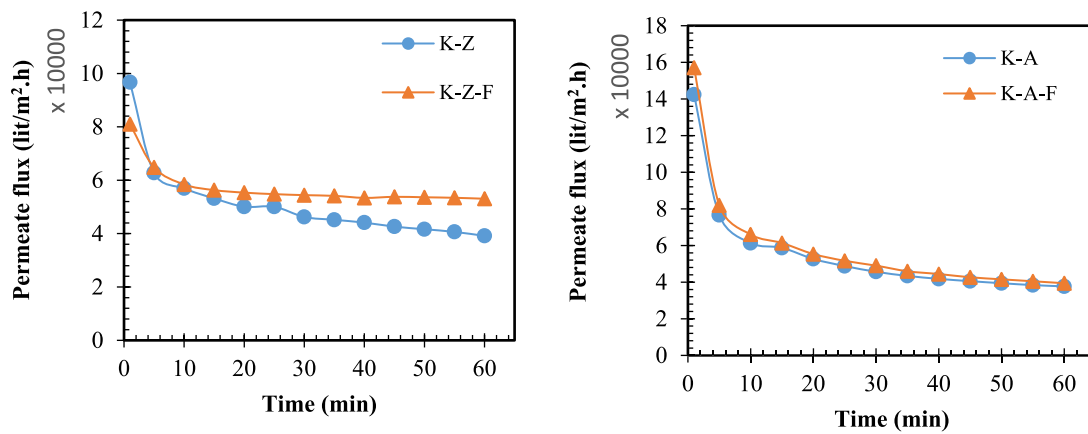 Permeate flux (lit/m².h)
x 10000
12
10
8
6
4
2
0
0 10 20 30 40 50 60
Time (min)
K-Z
K-Z-F
Permeate flux (lit/m².h)
x 10000
18
16
14
12
10
8
6
4
2
0
0 10 20 30 40 50 60
Time (min)
K-A
K-A-F